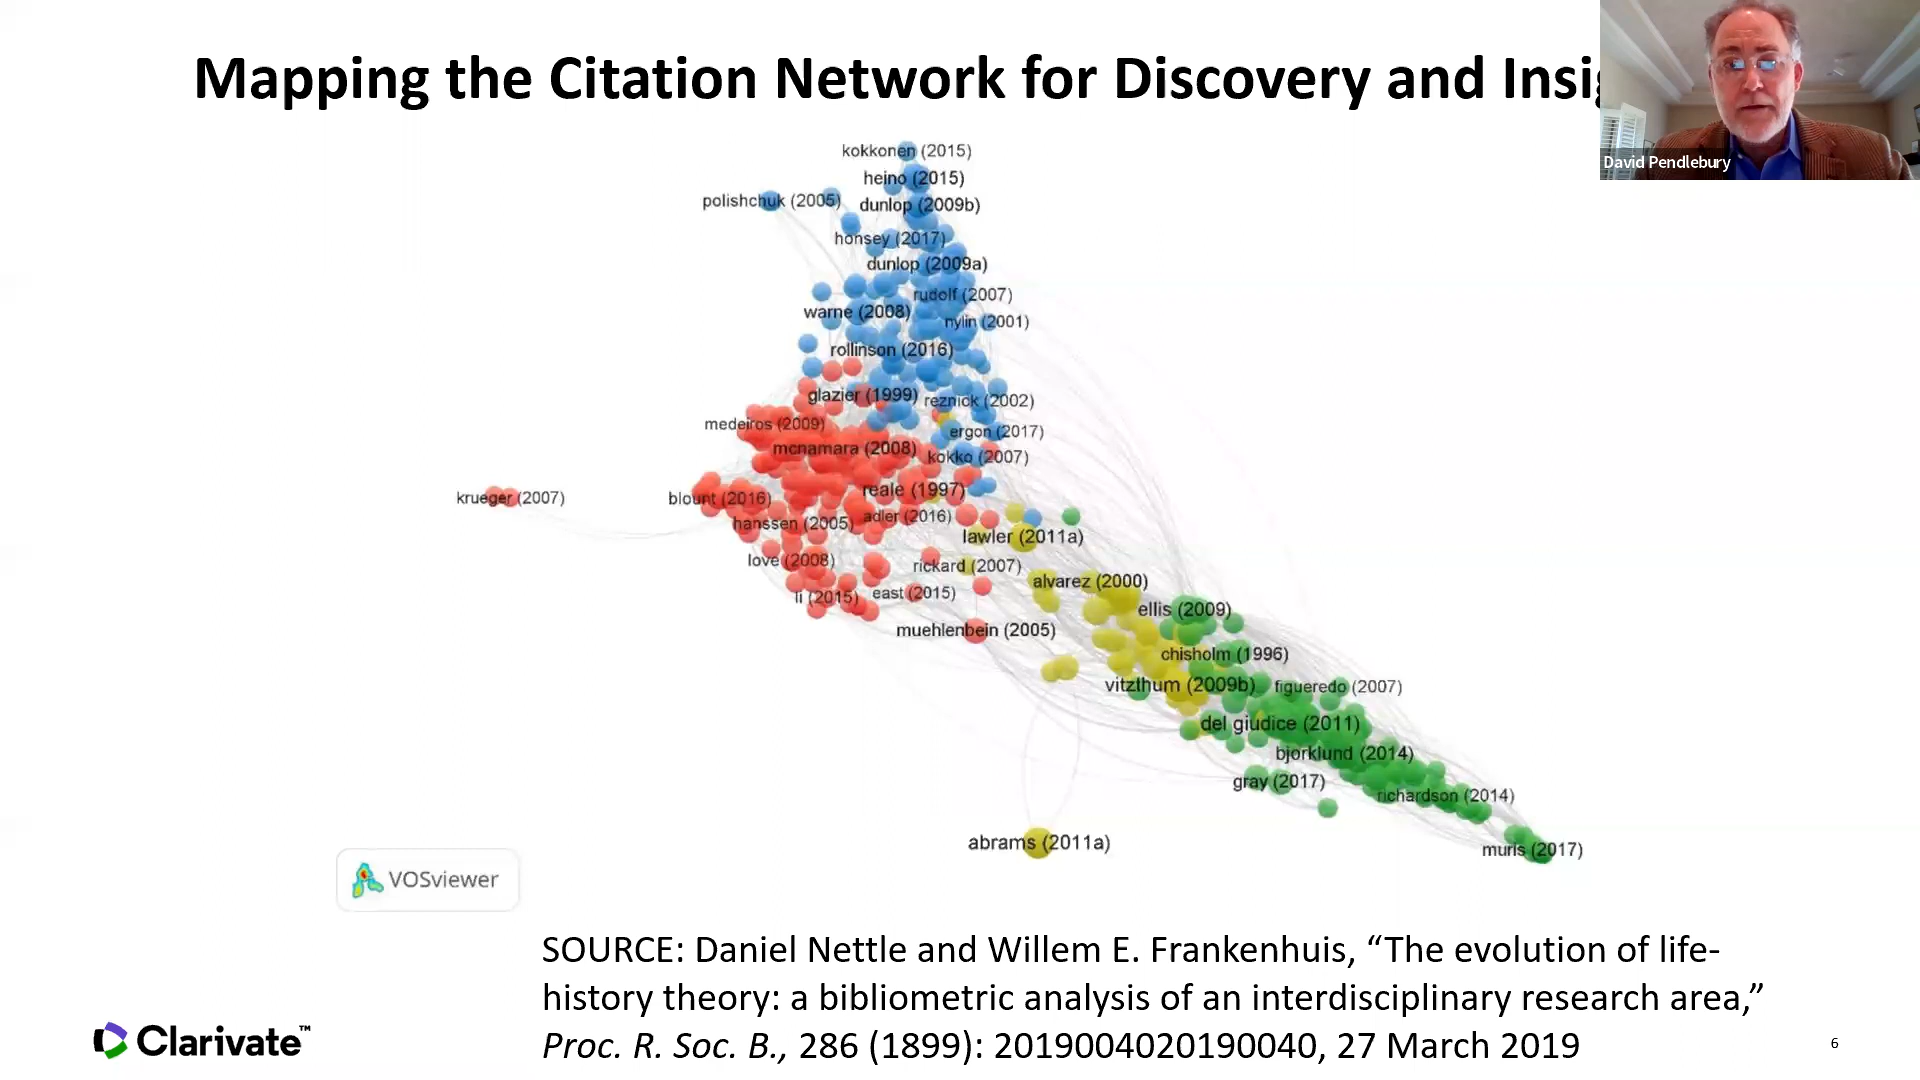 Mapping the Citation Network for Discovery and Insi
David Pendlebury
kokkonen (2015)
heino (2015)
polishchuk (2005)
dunlop (2009b)
honsey (2017)
dunlop (2009a)
rudolf (2007)
warne (2008)
nylin (2001)
rollinson (2016)
glazier (1999)
reznick (2002)
medeiros (2009)
ergon (2017)
mcnamara (2008)
kokko (2007)
reale (1997)
krueger (2007)
blount (2016)
adler (2016)
hanssen (2005)
lawler (2011a)
love (2008)
rickard (2007)
alvarez (2000)
east (2015)
li (2015)
ellis (2009)
muehlenbein (2005)
chisholm (1996)
vitzthum (2009b)
figueredo (2007)
del giudice (2011)
bjorklund (2014)
gray (2017)
richardson (2014)
abrams (2011a)
muris (2017)
VOSviewer
SOURCE: Daniel Nettle and Willem E. Frankenhuis, “The evolution of life-
history theory: a bibliometric analysis of an interdisciplinary research area,”
Proc. R. Soc. B., 286 (1899): 2019004020190040, 27 March 2019
Clarivate™
6